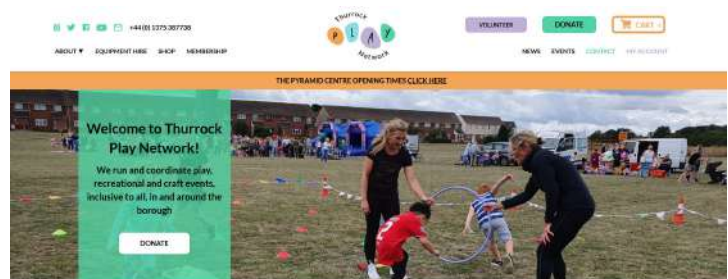 +44 (0) 1375 387738
Thurrock
PLAY
Network
VOLUNTEER
DONATE
CART
ABOUT ▼ EQUIPMENT HIRE SHOP MEMBERSHIP
NEWS EVENTS CONTACT MY ACCOUNT
THE PYRAMID CENTRE OPENING TIMES CLICK HERE
Welcome to Thurrock
Play Network!
We run and coordinate play,
recreational and craft events,
inclusive to all, in and around the
borough
DONATE